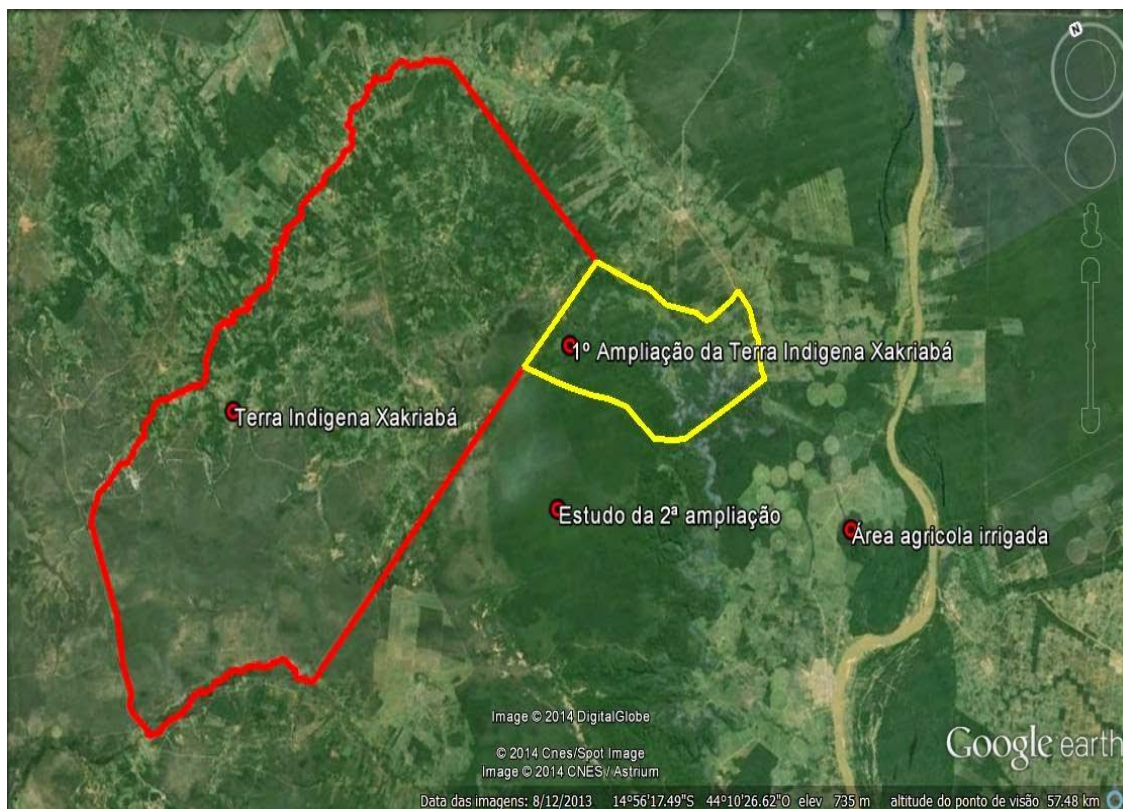 N
1º Ampliação da Terra Indigena Xakriabá
Terra Indigena Xakriabá
Estudo da 2ª ampliação
Área agricola irrigada
Image © 2014 DigitalGlobe
© 2014 Cnes/Spot Image
Image © 2014 CNES / Astrium
Google earth
Data das imagens: 8/12/2013 14°56'17.49"S 44°10'26.62"O elev 735 m altitude do ponto de visão 57.48 km